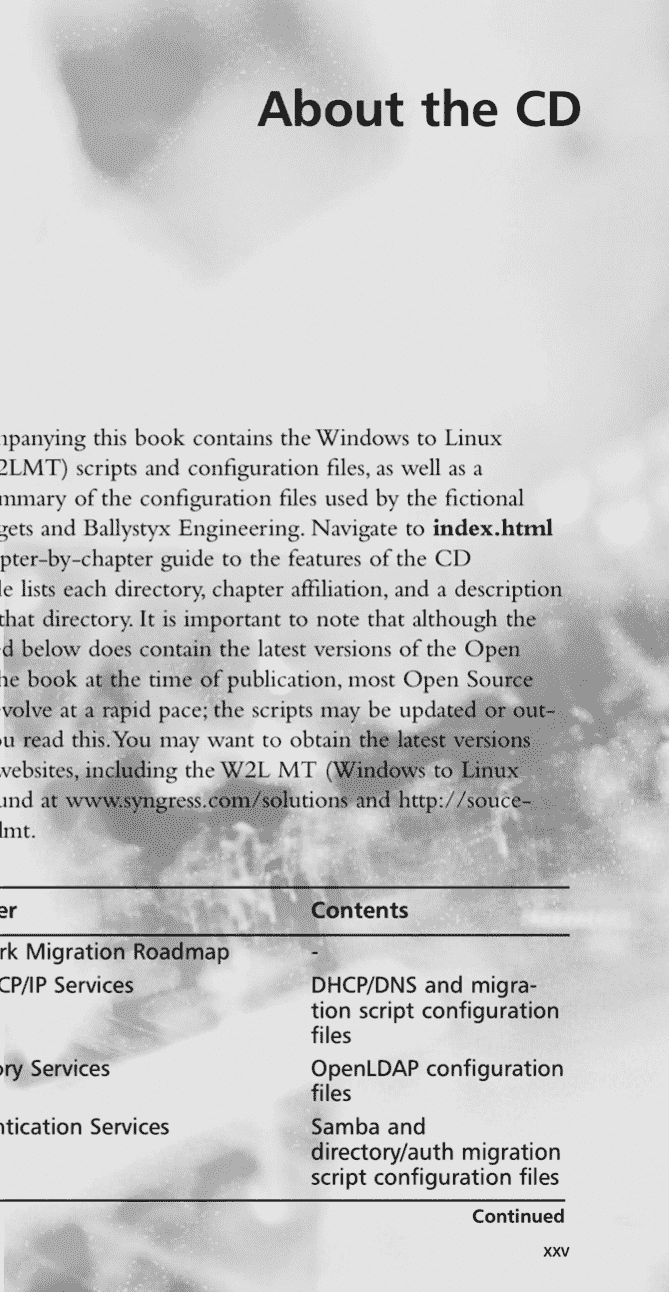 About the CD
npanying this book contains the Windows to Linux
2LMT) scripts and configuration files, as well as a
mmary of the configuration files used by the fictional
gets and Ballystyx Engineering. Navigate to index.html
pter-by-chapter guide to the features of the CD
le lists each directory, chapter affiliation, and a description
that directory. It is important to note that although the
d below does contain the latest versions of the Open
he book at the time of publication, most Open Source
volve at a rapid pace; the scripts may be updated or out-
ou read this. You may want to obtain the latest versions
websites, including the W2L MT (Windows to Linux
und at www.syngress.com/solutions and http://souce-
lmt.
er Contents
rk Migration Roadmap -
CP/IP Services DHCP/DNS and migra-
tion script configuration
files
ory Services OpenLDAP configuration
files
ntication Services Samba and
directory/auth migration
script configuration files
Continued
xxv